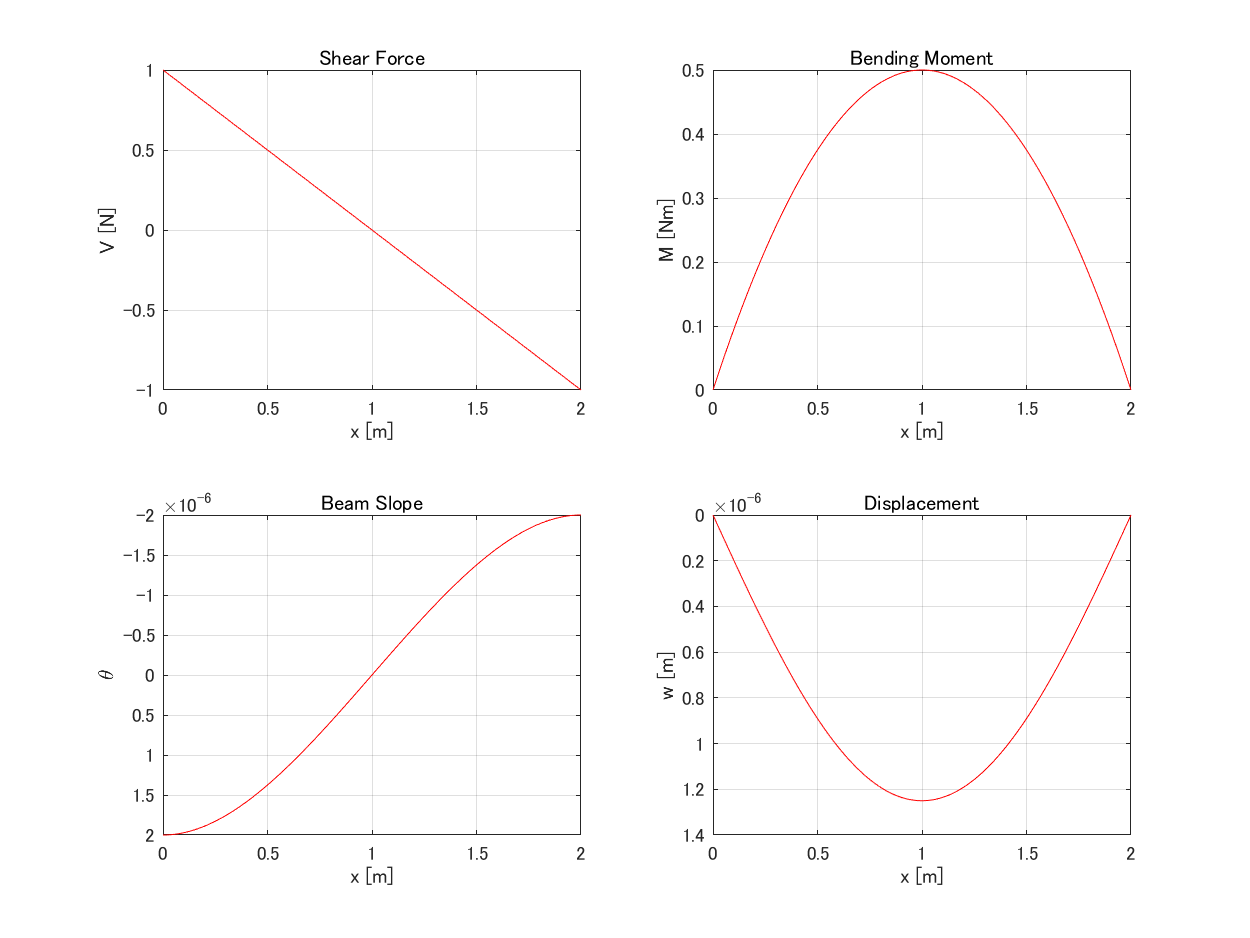 Shear Force
1
0.5
0
−0.5
−1
V [N]
0 0.5 1 1.5 2
x [m]
Bending Moment
0.5
0.4
0.3
0.2
0.1
0
M [Nm]
0 0.5 1 1.5 2
x [m]
Beam Slope
×10⁻⁶
−2
−1.5
−1
−0.5
0
0.5
1
1.5
2
θ
0 0.5 1 1.5 2
x [m]
Displacement
×10⁻⁶
0
0.2
0.4
0.6
0.8
1
1.2
1.4
w [m]
0 0.5 1 1.5 2
x [m]